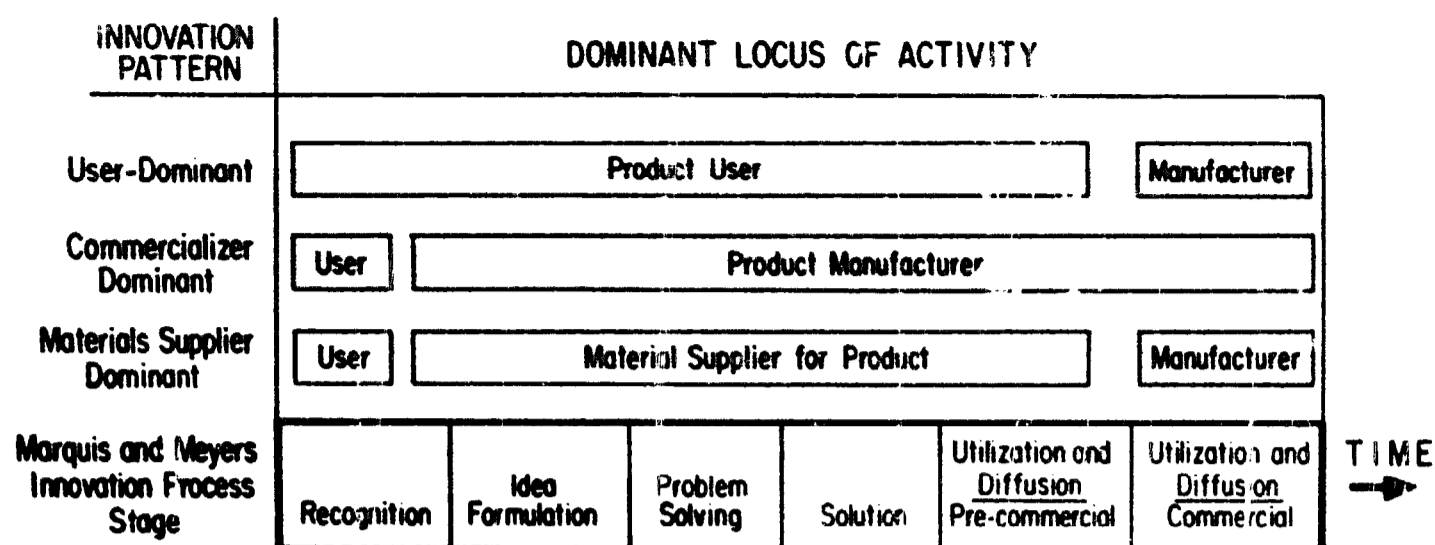 INNOVATION
PATTERN
DOMINANT LOCUS OF ACTIVITY
User-Dominant
Product User
Manufacturer
Commercializer
Dominant
User
Product Manufacturer
Materials Supplier
Dominant
User
Material Supplier for Product
Manufacturer
Marquis and Meyers
Innovation Process
Stage
Recognition
Idea
Formulation
Problem
Solving
Solution
Utilization and
Diffusion
Pre-commercial
Utilization and
Diffusion
Commercial
TIME